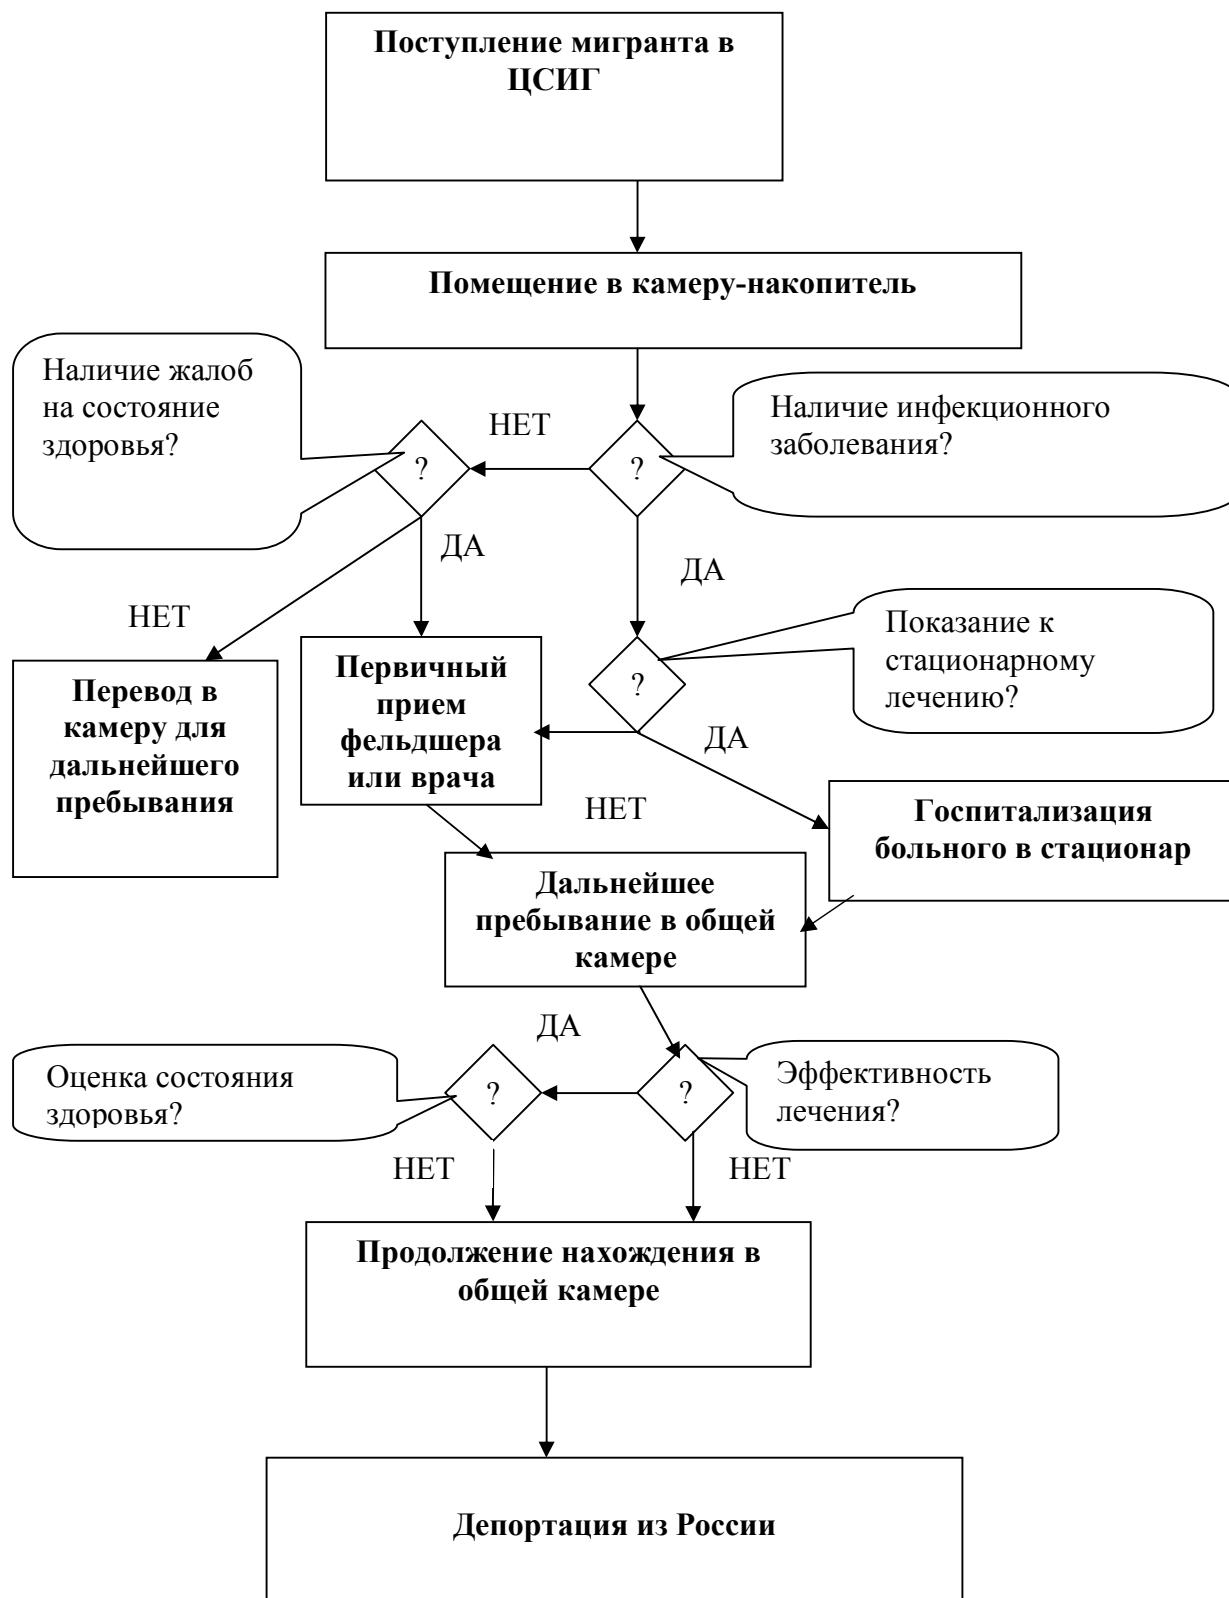 Поступление мигранта в
ЦСИГ
Помещение в камеру-накопитель
Наличие жалоб
на состояние
здоровья?
НЕТ
Наличие инфекционного
заболевания?
?
?
ДА
ДА
НЕТ
Показание к
стационарному
лечению?
Первичный
прием
фельдшера
или врача
?
Перевод в
камеру для
дальнейшего
пребывания
ДА
НЕТ
Госпитализация
больного в стационар
Дальнейшее
пребывание в общей
камере
ДА
Оценка состояния
здоровья?
?
?
Эффективность
лечения?
НЕТ
НЕТ
Продолжение нахождения в
общей камере
Депортация из России